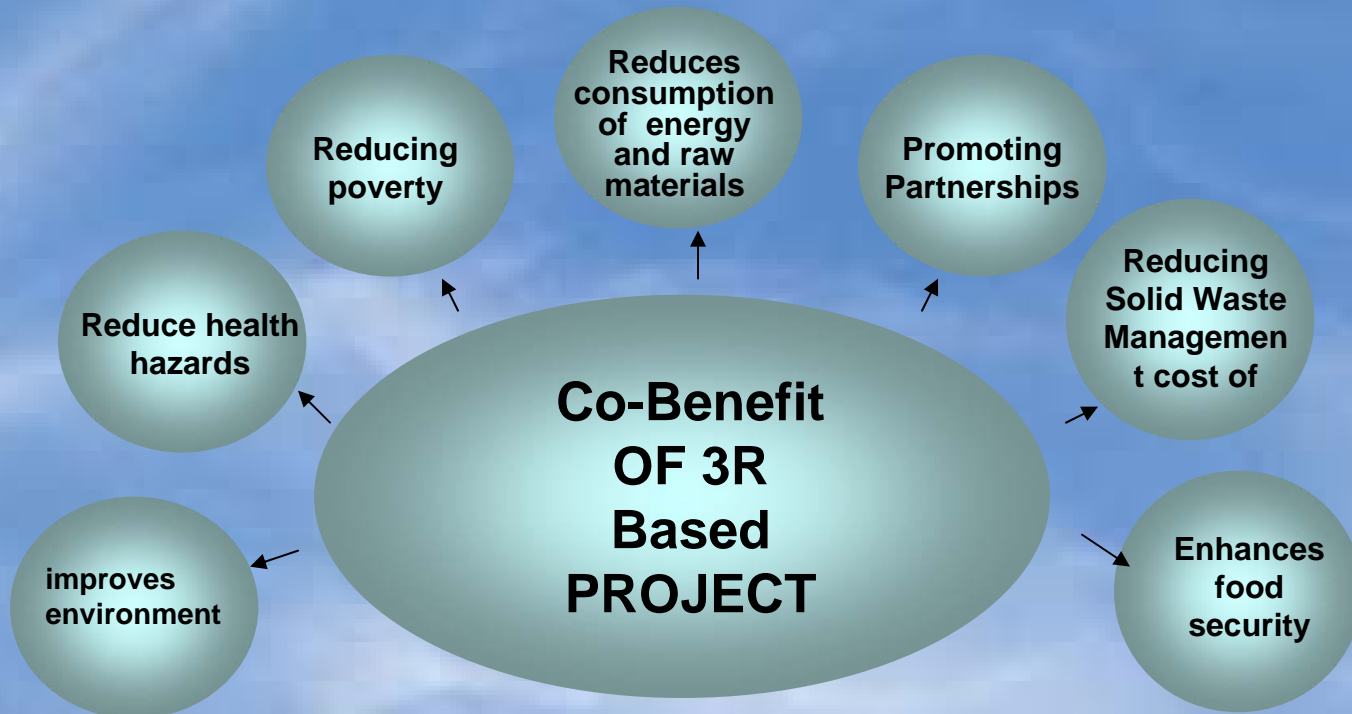 Reduces
consumption
of energy
and raw
materials
Reducing
poverty
Promoting
Partnerships
Reducing
Solid Waste
Managemen
t cost of
Reduce health
hazards
Co-Benefit
OF 3R
Based
PROJECT
improves
environment
Enhances
food
security